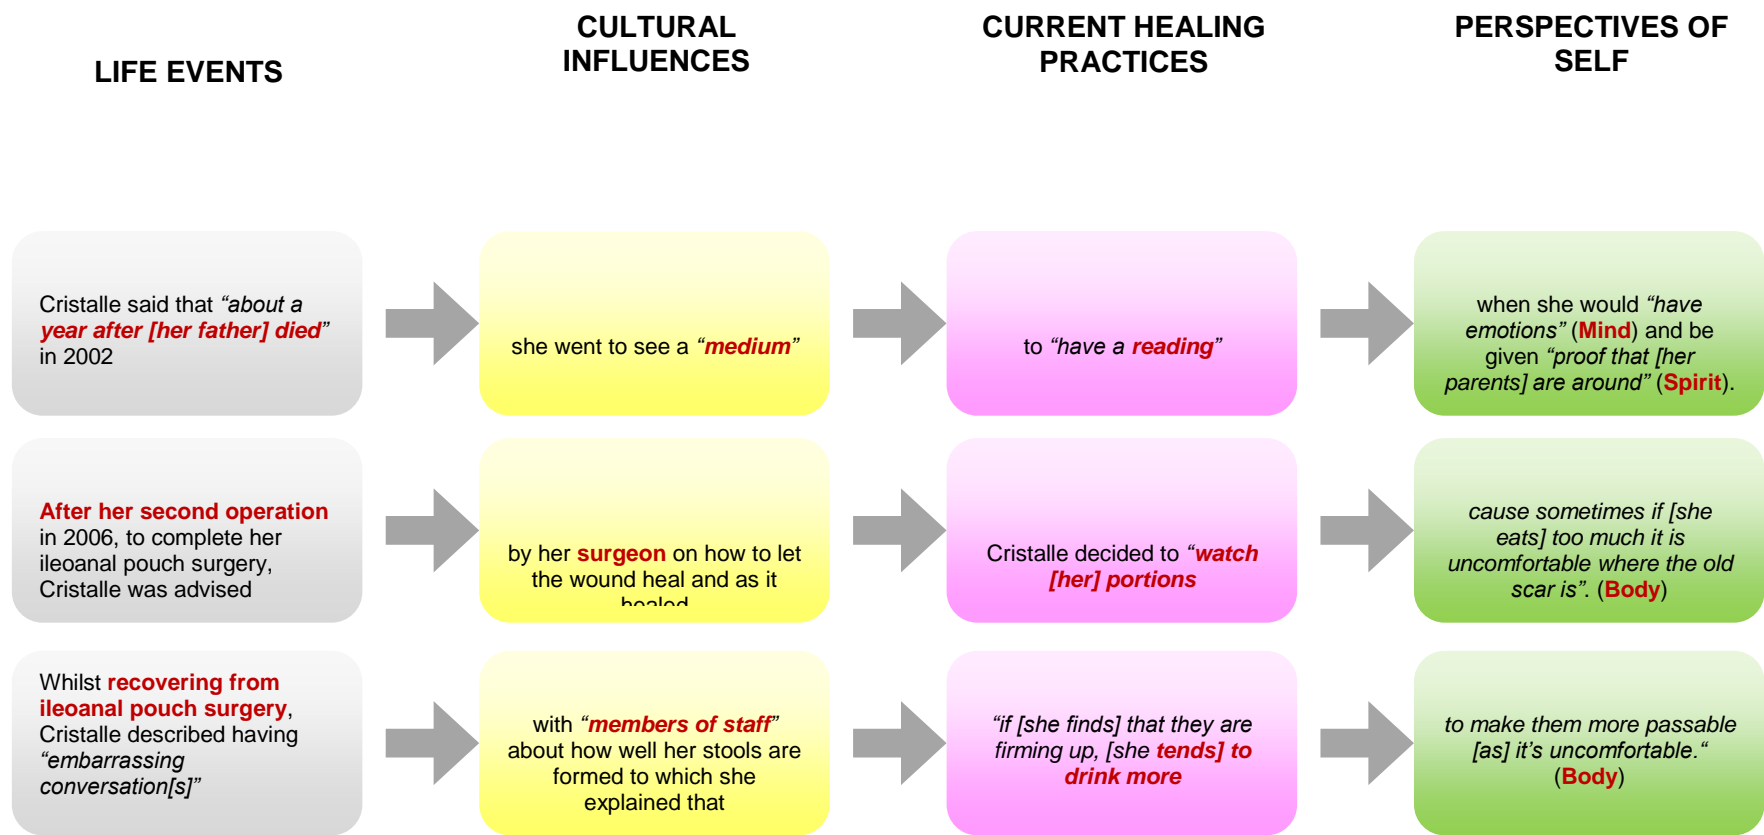 LIFE EVENTS
CULTURAL
INFLUENCES
CURRENT HEALING
PRACTICES
PERSPECTIVES OF
SELF
Cristalle said that “about a
year after [her father] died”
in 2002
she went to see a “medium”
to “have a reading”
when she would “have
emotions” (Mind) and be
given “proof that [her
parents] are around” (Spirit).
After her second operation
in 2006, to complete her
ileoanal pouch surgery,
Cristalle was advised
by her surgeon on how to let
the wound heal and as it
healed
Cristalle decided to “watch
[her] portions
cause sometimes if [she
eats] too much it is
uncomfortable where the old
scar is”. (Body)
Whilst recovering from
ileoanal pouch surgery,
Cristalle described having
“embarrassing
conversation[s]”
with “members of staff”
about how well her stools are
formed to which she
explained that
“if [she finds] that they are
firming up, [she tends] to
drink more
to make them more passable
[as] it’s uncomfortable.“
(Body)